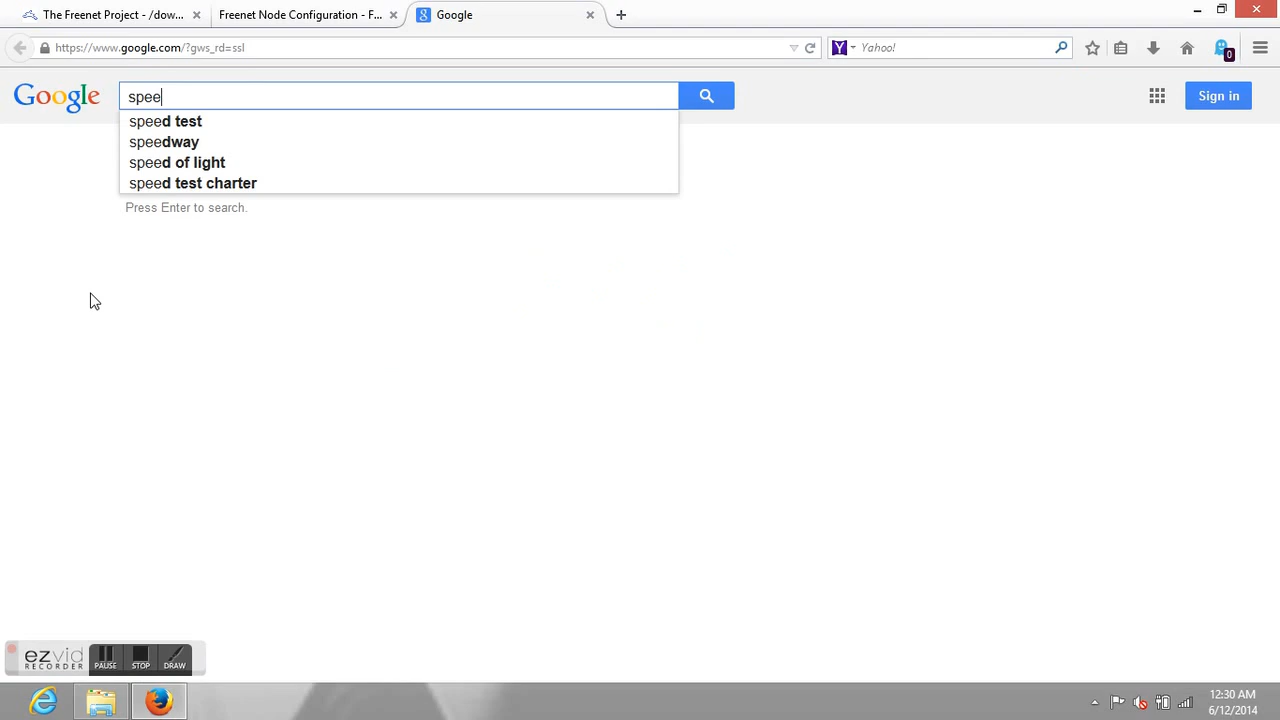 The Freenet Project - /dow...
Freenet Node Configuration - F...
Google
https://www.google.com/?gws_rd=ssl
Yahoo!
0
Google
spee
Sign in
speed test
speedway
speed of light
speed test charter
Press Enter to search.
ezvid
RECORDER
PAUSE
STOP
DRAW
12:30 AM
6/12/2014